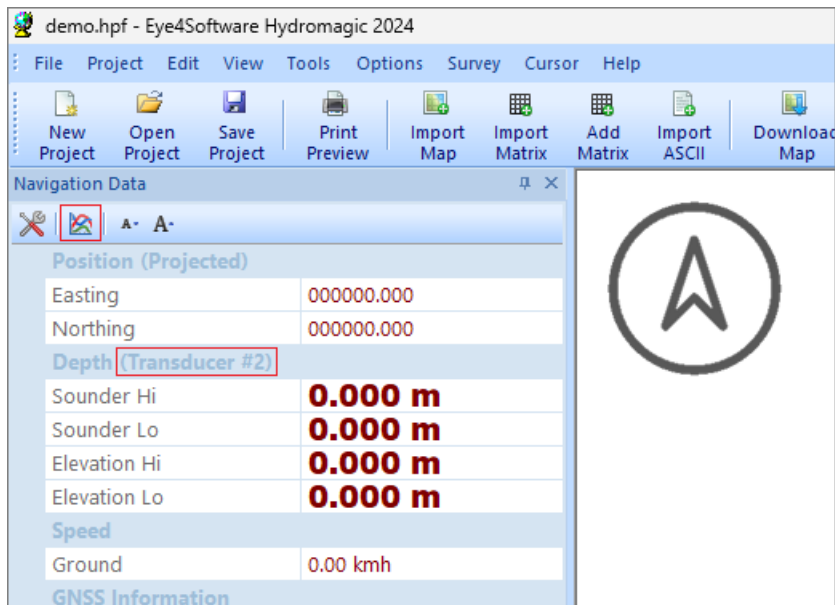 demo.hpf - Eye4Software Hydromagic 2024
File Project Edit View Tools Options Survey Cursor Help
New Project Open Project Save Project Print Preview Import Map Import Matrix Add Matrix Import ASCII Download Map
Navigation Data
A- A-
Position (Projected)
Easting 000000.000
Northing 000000.000
Depth (Transducer #2)
Sounder Hi 0.000 m
Sounder Lo 0.000 m
Elevation Hi 0.000 m
Elevation Lo 0.000 m
Speed
Ground 0.00 kmh
GNSS Information